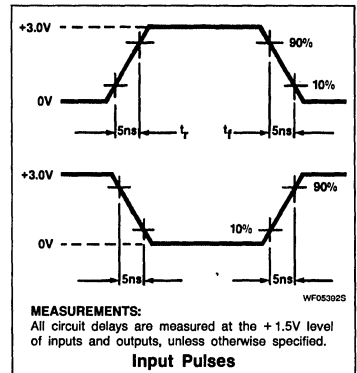 +3.0V
90%
10%
0V
5ns
tr
tf
5ns
+3.0V
90%
10%
0V
5ns
5ns
WF05392S
MEASUREMENTS:
All circuit delays are measured at the + 1.5V level
of inputs and outputs, unless otherwise specified.
Input Pulses